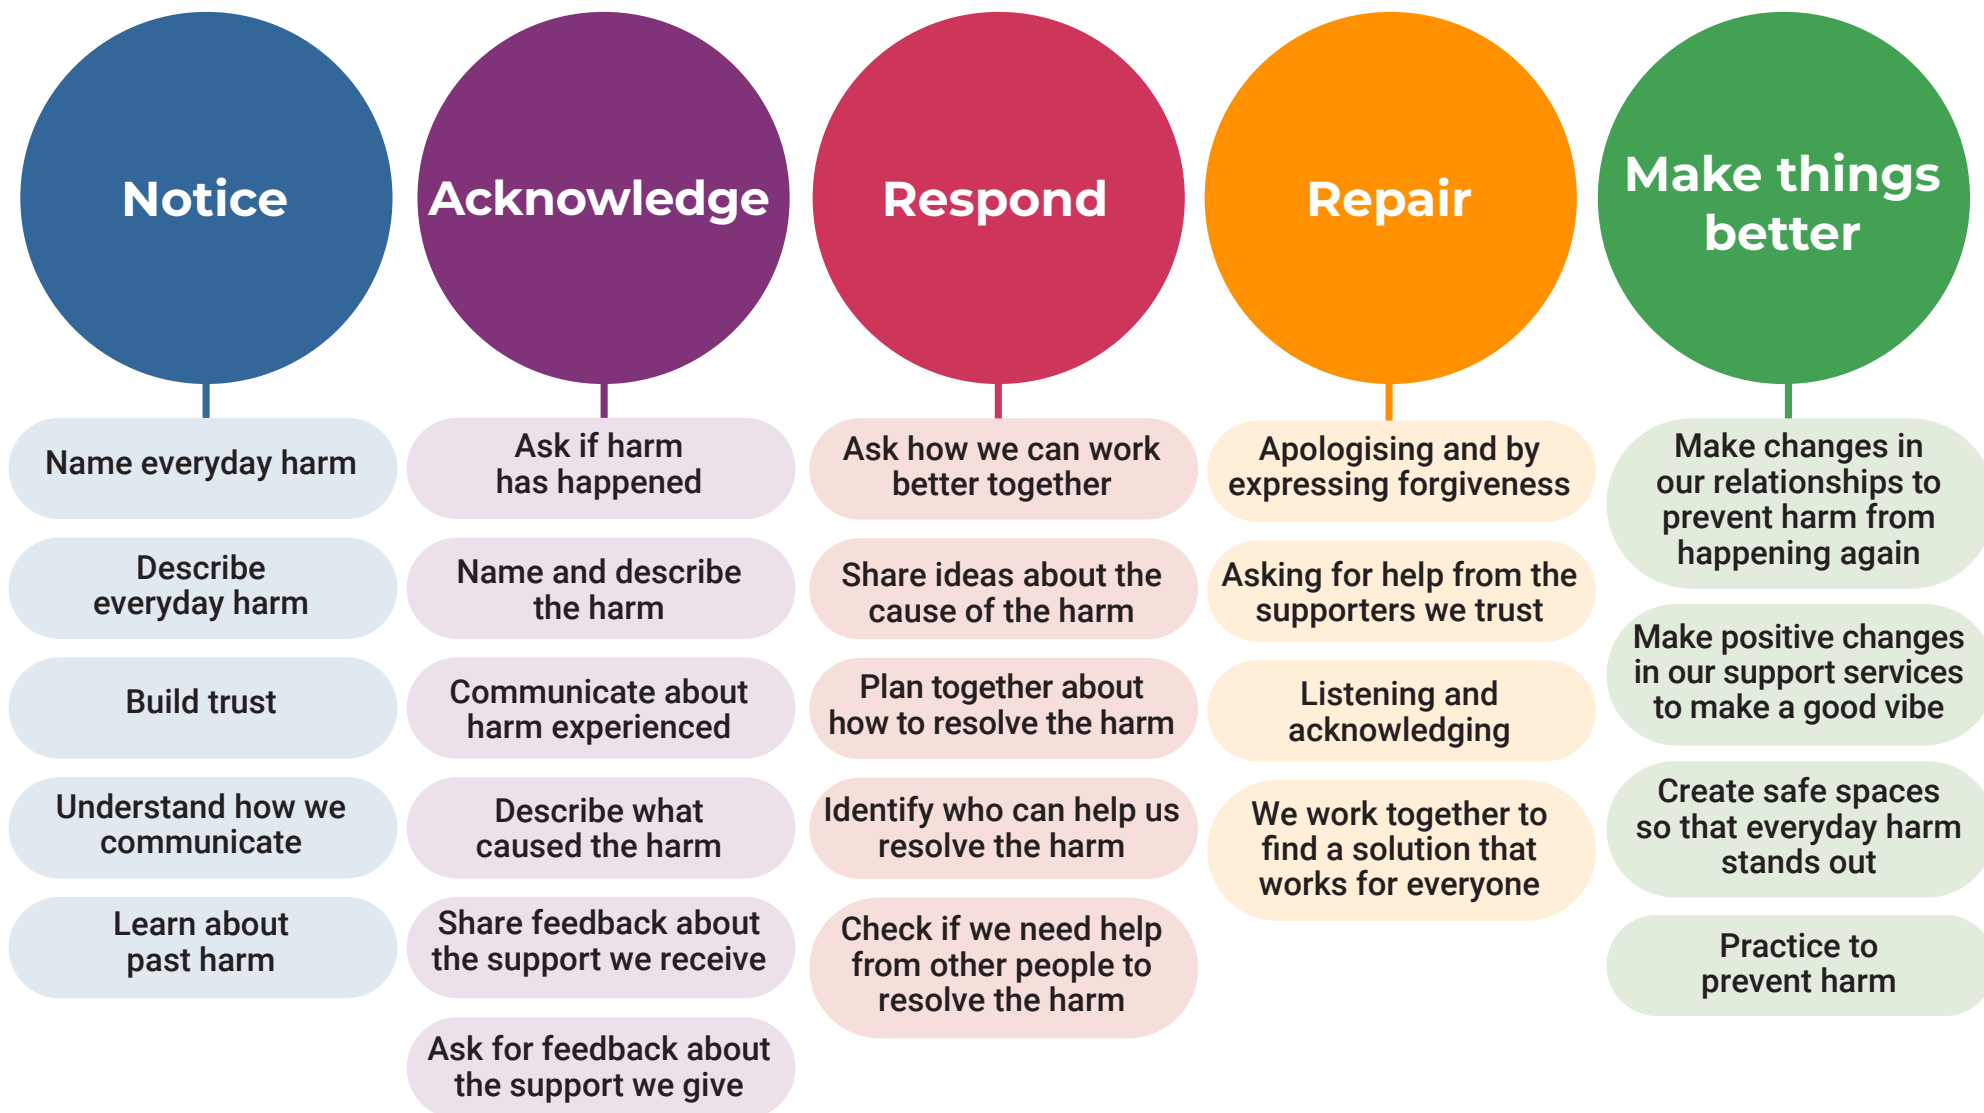 Notice
Name everyday harm
Describe
everyday harm
Build trust
Understand how we
communicate
Learn about
past harm
Acknowledge
Ask if harm
has happened
Name and describe
the harm
Communicate about
harm experienced
Describe what
caused the harm
Share feedback about
the support we receive
Ask for feedback about
the support we give
Respond
Ask how we can work
better together
Share ideas about the
cause of the harm
Plan together about
how to resolve the harm
Identify who can help us
resolve the harm
Check if we need help
from other people to
resolve the harm
Repair
Apologising and by
expressing forgiveness
Asking for help from the
supporters we trust
Listening and
acknowledging
We work together to
find a solution that
works for everyone
Make things
better
Make changes in
our relationships to
prevent harm from
happening again
Make positive changes
in our support services
to make a good vibe
Create safe spaces
so that everyday harm
stands out
Practice to
prevent harm